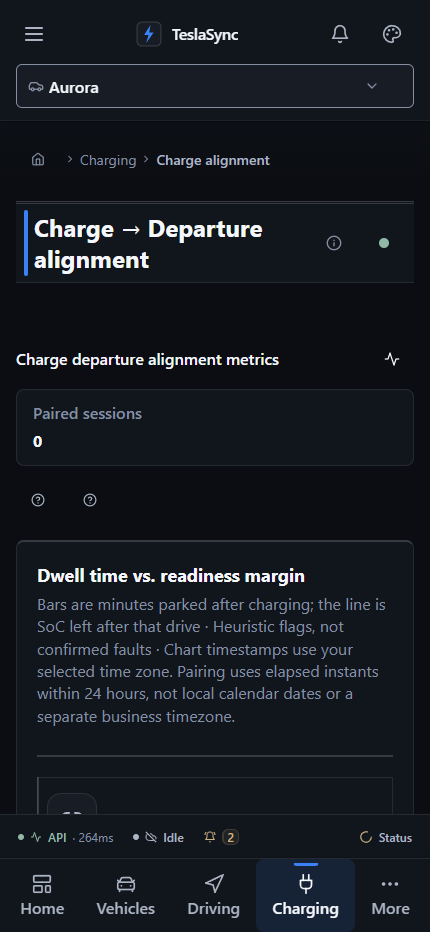 TeslaSync
Aurora
Charging
Charge alignment
Charge → Departure
alignment
Charge departure alignment metrics
Paired sessions
0
Dwell time vs. readiness margin
Bars are minutes parked after charging; the line is
SoC left after that drive · Heuristic flags, not
confirmed faults · Chart timestamps use your
selected time zone. Pairing uses elapsed instants
within 24 hours, not local calendar dates or a
separate business timezone.
API · 264ms
Idle
2
Status
Home
Vehicles
Driving
Charging
More